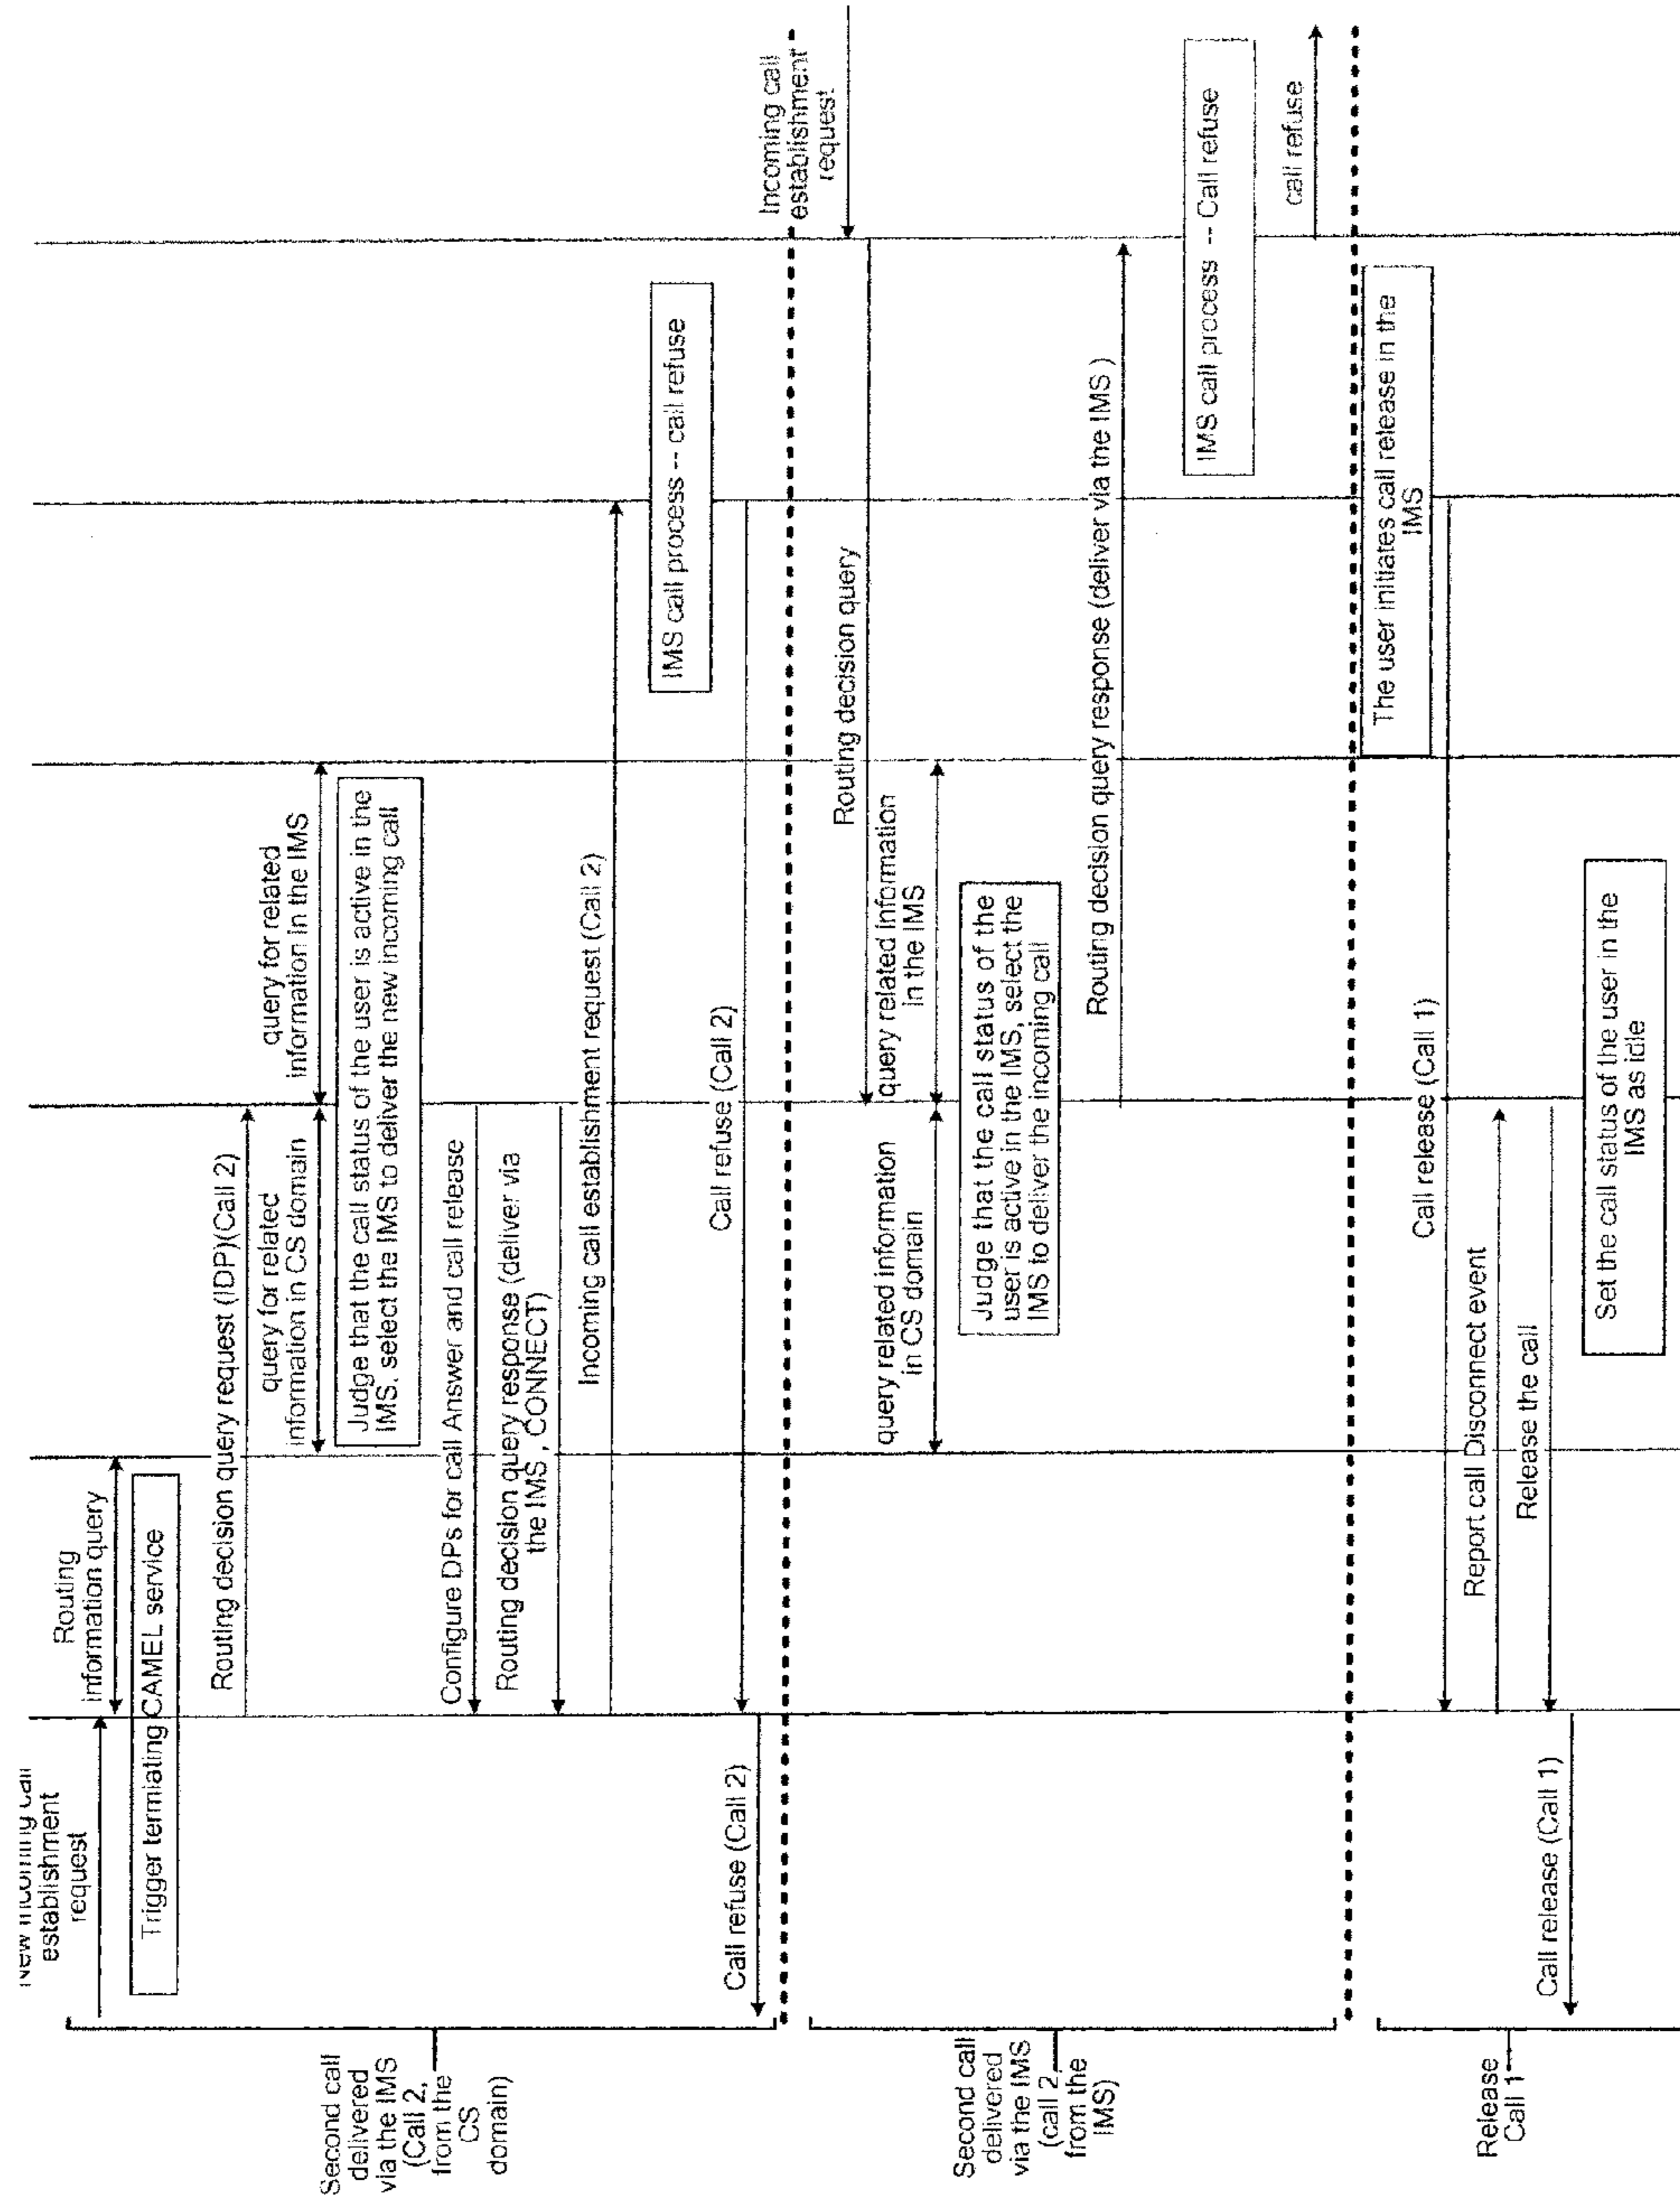 New incoming call
establishment
request
Routing
information query
Trigger termiating CAMEL service
Routing decision query request (IDP)(Call 2)
query for related
information in CS domain
query for related
information in the IMS
Judge that the call status of the user is active in the
IMS, select the IMS to deliver the new incoming call
Configure DPs for call Answer and call release
Routing decision query response (deliver via
the IMS , CONNECT)
Incoming call establishment request (Call 2)
IMS call process -- call refuse
Call refuse (Call 2)
Call refuse (Call 2)
Second call
delivered
via the IMS
(Call 2,
from the
CS
domain)
Incoming call
establishment
request
Routing decision query
query related information
in CS domain
query related information
in the IMS
Judge that the call status of the
user is active in the IMS, select the
IMS to deliver the incoming call
Routing decision query response (deliver via the IMS )
IMS call process -- Call refuse
call refuse
Second call
delivered
via the IMS
(call 2,
from the
IMS)
The user initiates call release in the
IMS
Call release (Call 1)
Report call Disconnect event
Release the call
Call release (Call 1)
Set the call status of the user in the
IMS as idle
Release
Call 1